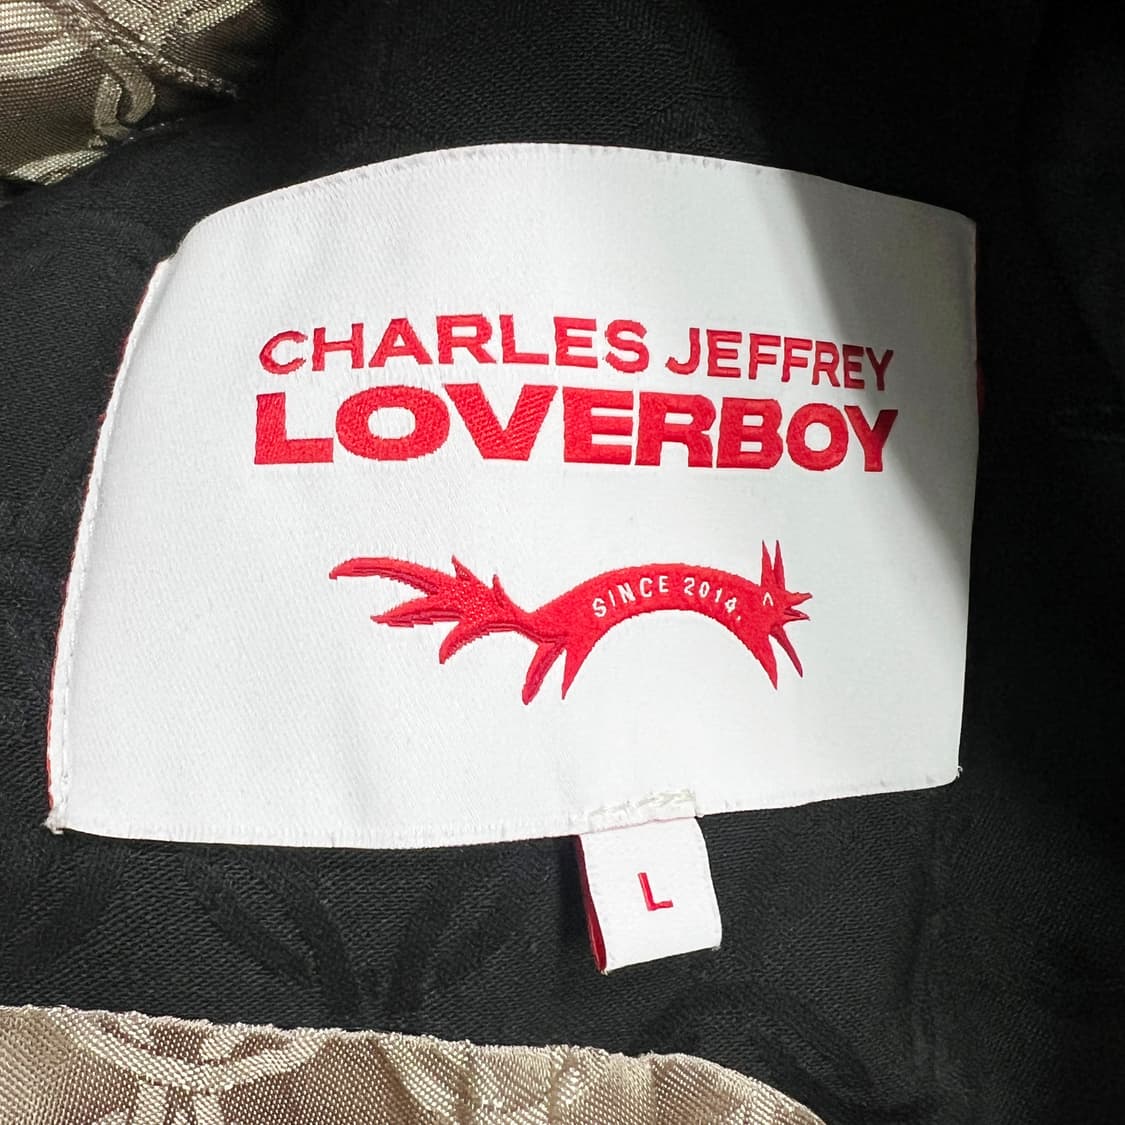 CHARLES JEFFREY
LOVERBOY
SINCE 2014.
L